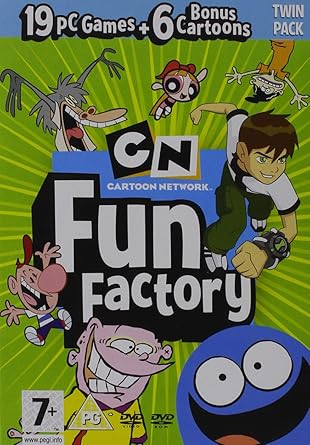 19 PC Games + 6 Bonus Cartoons
TWIN PACK
CN
CARTOON NETWORK
Fun
Factory
7+
www.pegi.info
PG
DVD VIDEO
DVD ROM